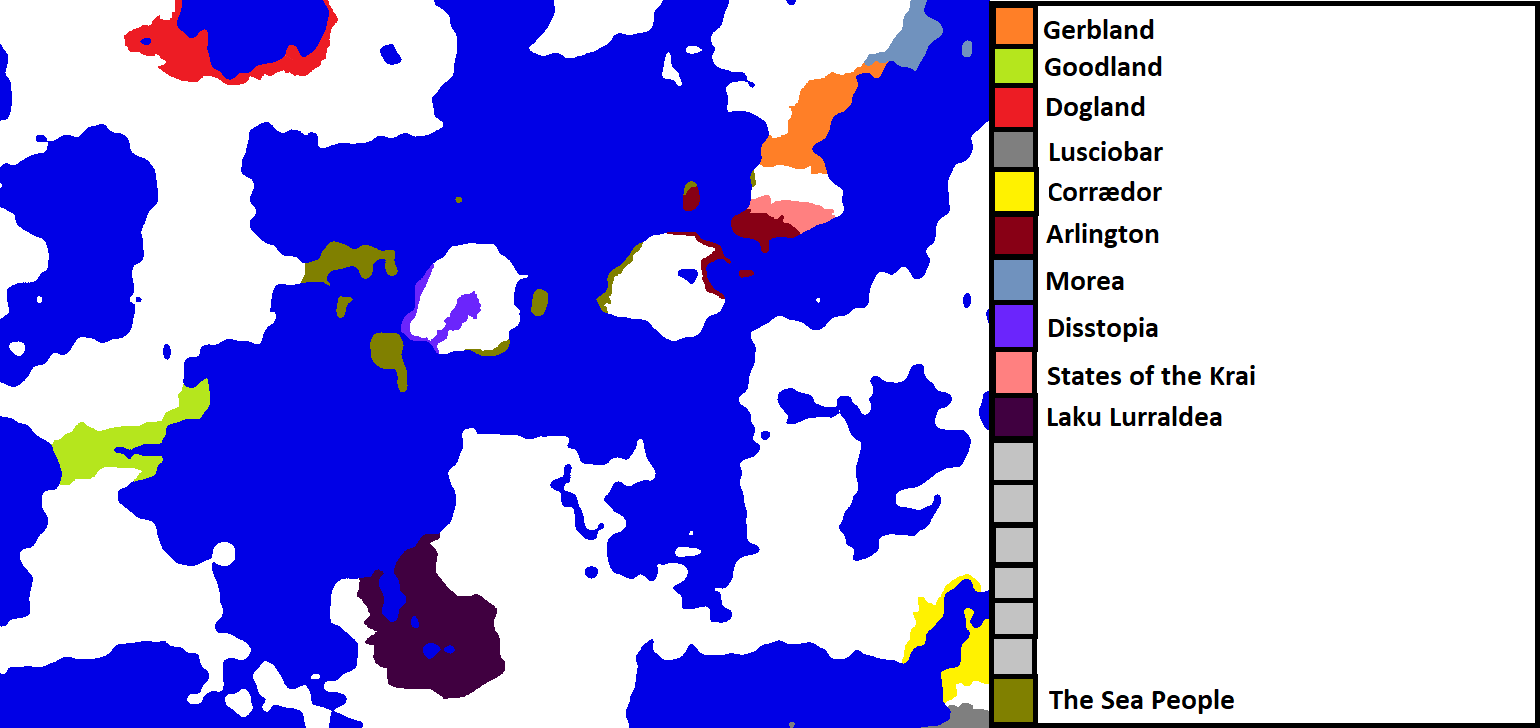 Gerbland
Goodland
Dogland
Lusciobar
Corrædor
Arlington
Morea
Disstopia
States of the Krai
Laku Lurraldea
The Sea People